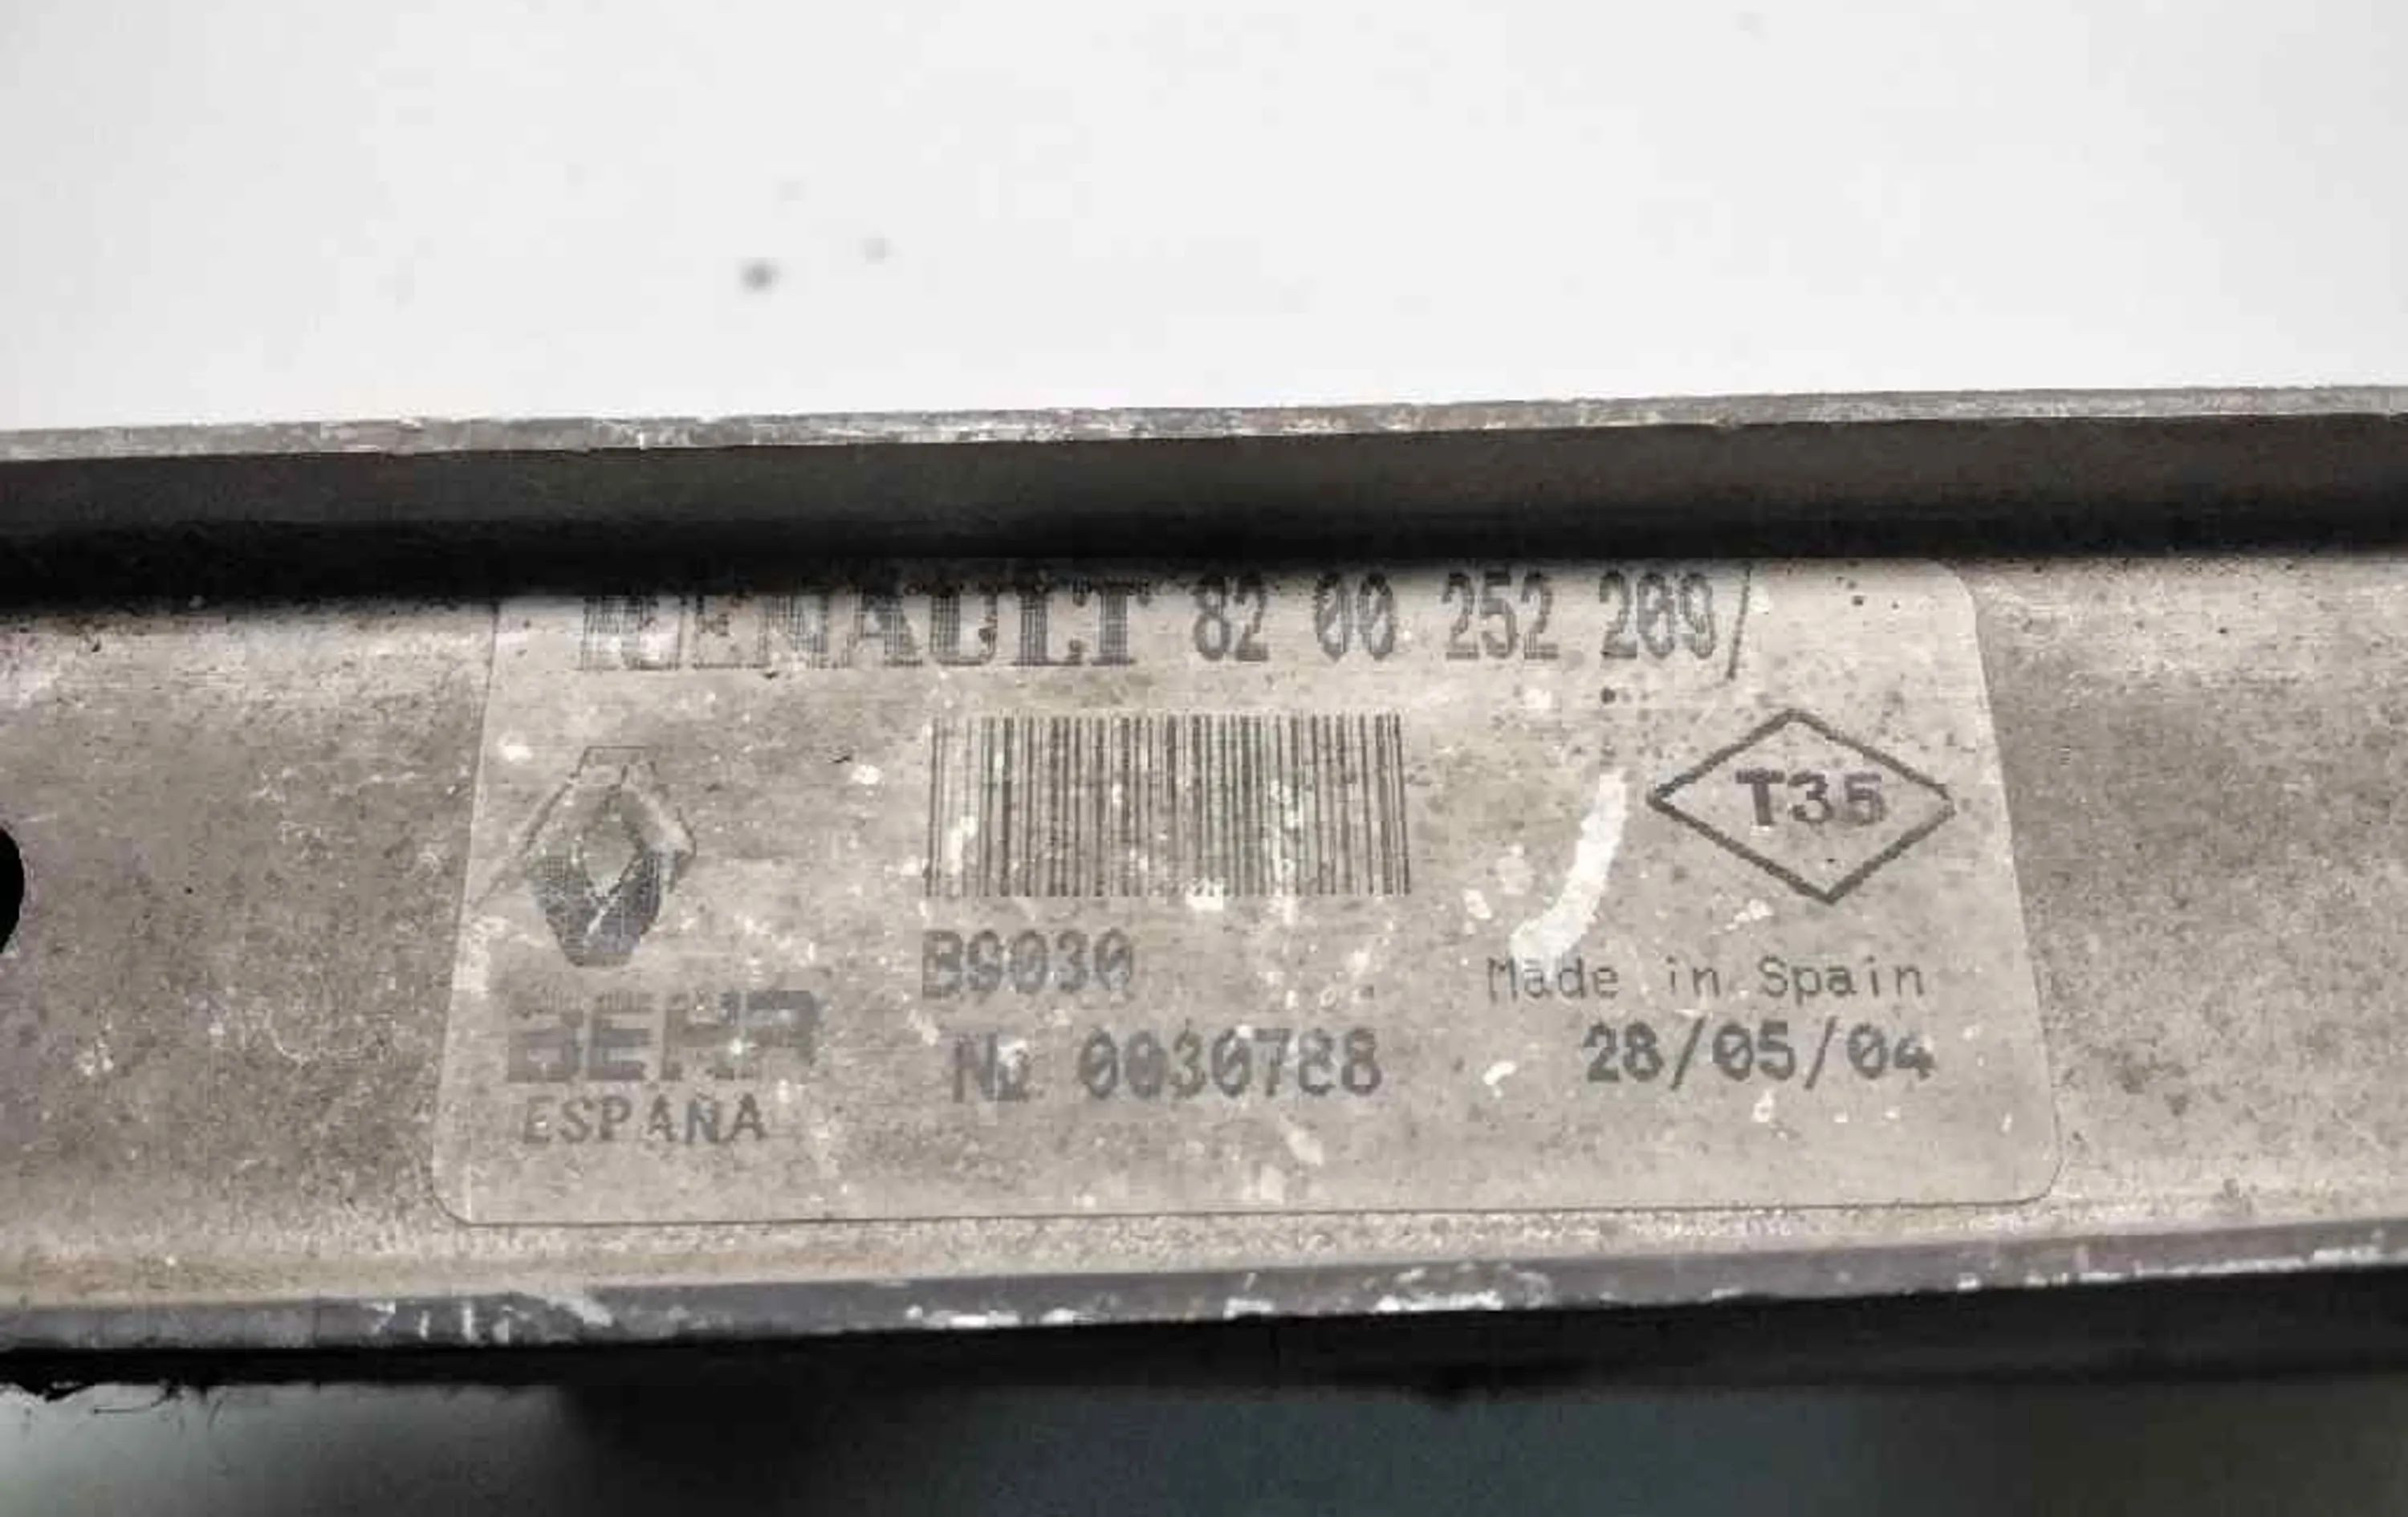 RENAULT 82 00 252 209/
T35
B9030
Made in Spain
BEHR
№ 0030788
28/05/04
ESPAÑA